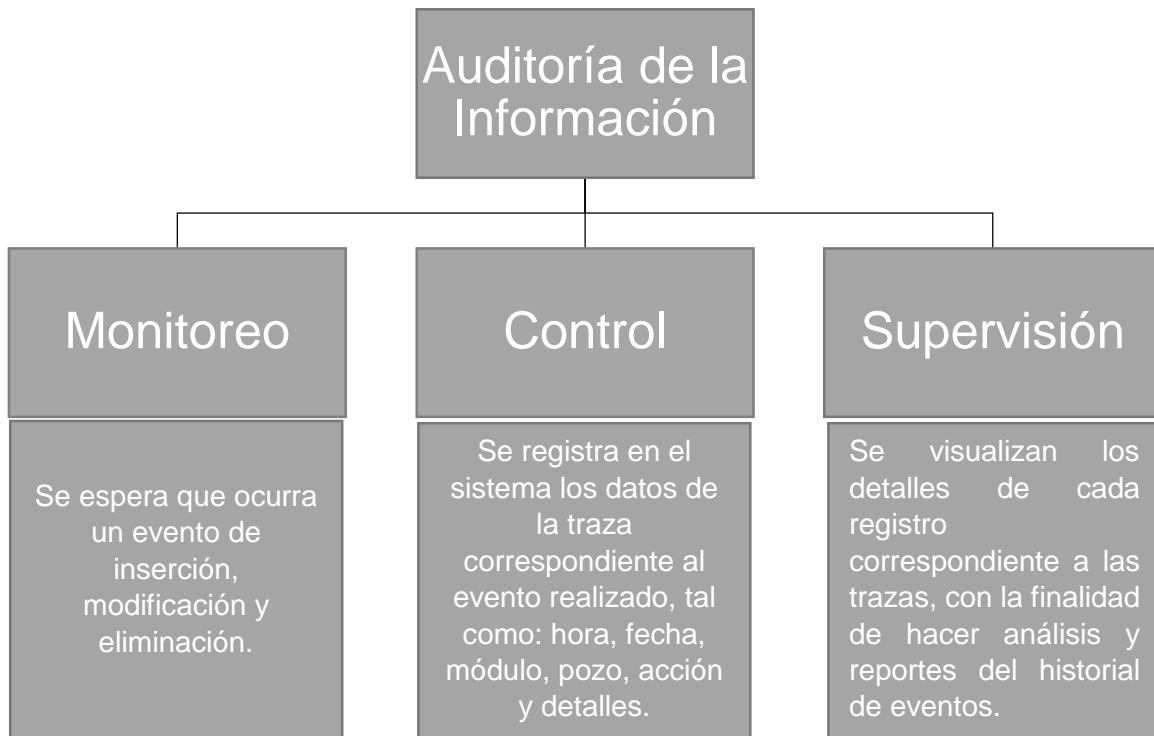 Auditoría de la
Información
Monitoreo
Control
Supervisión
Se espera que ocurra
un evento de
inserción,
modificación y
eliminación.
Se registra en el
sistema los datos de
la traza
correspondiente al
evento realizado, tal
como: hora, fecha,
módulo, pozo, acción
y detalles.
Se visualizan los
detalles de cada
registro
correspondiente a las
trazas, con la finalidad
de hacer análisis y
reportes del historial
de eventos.